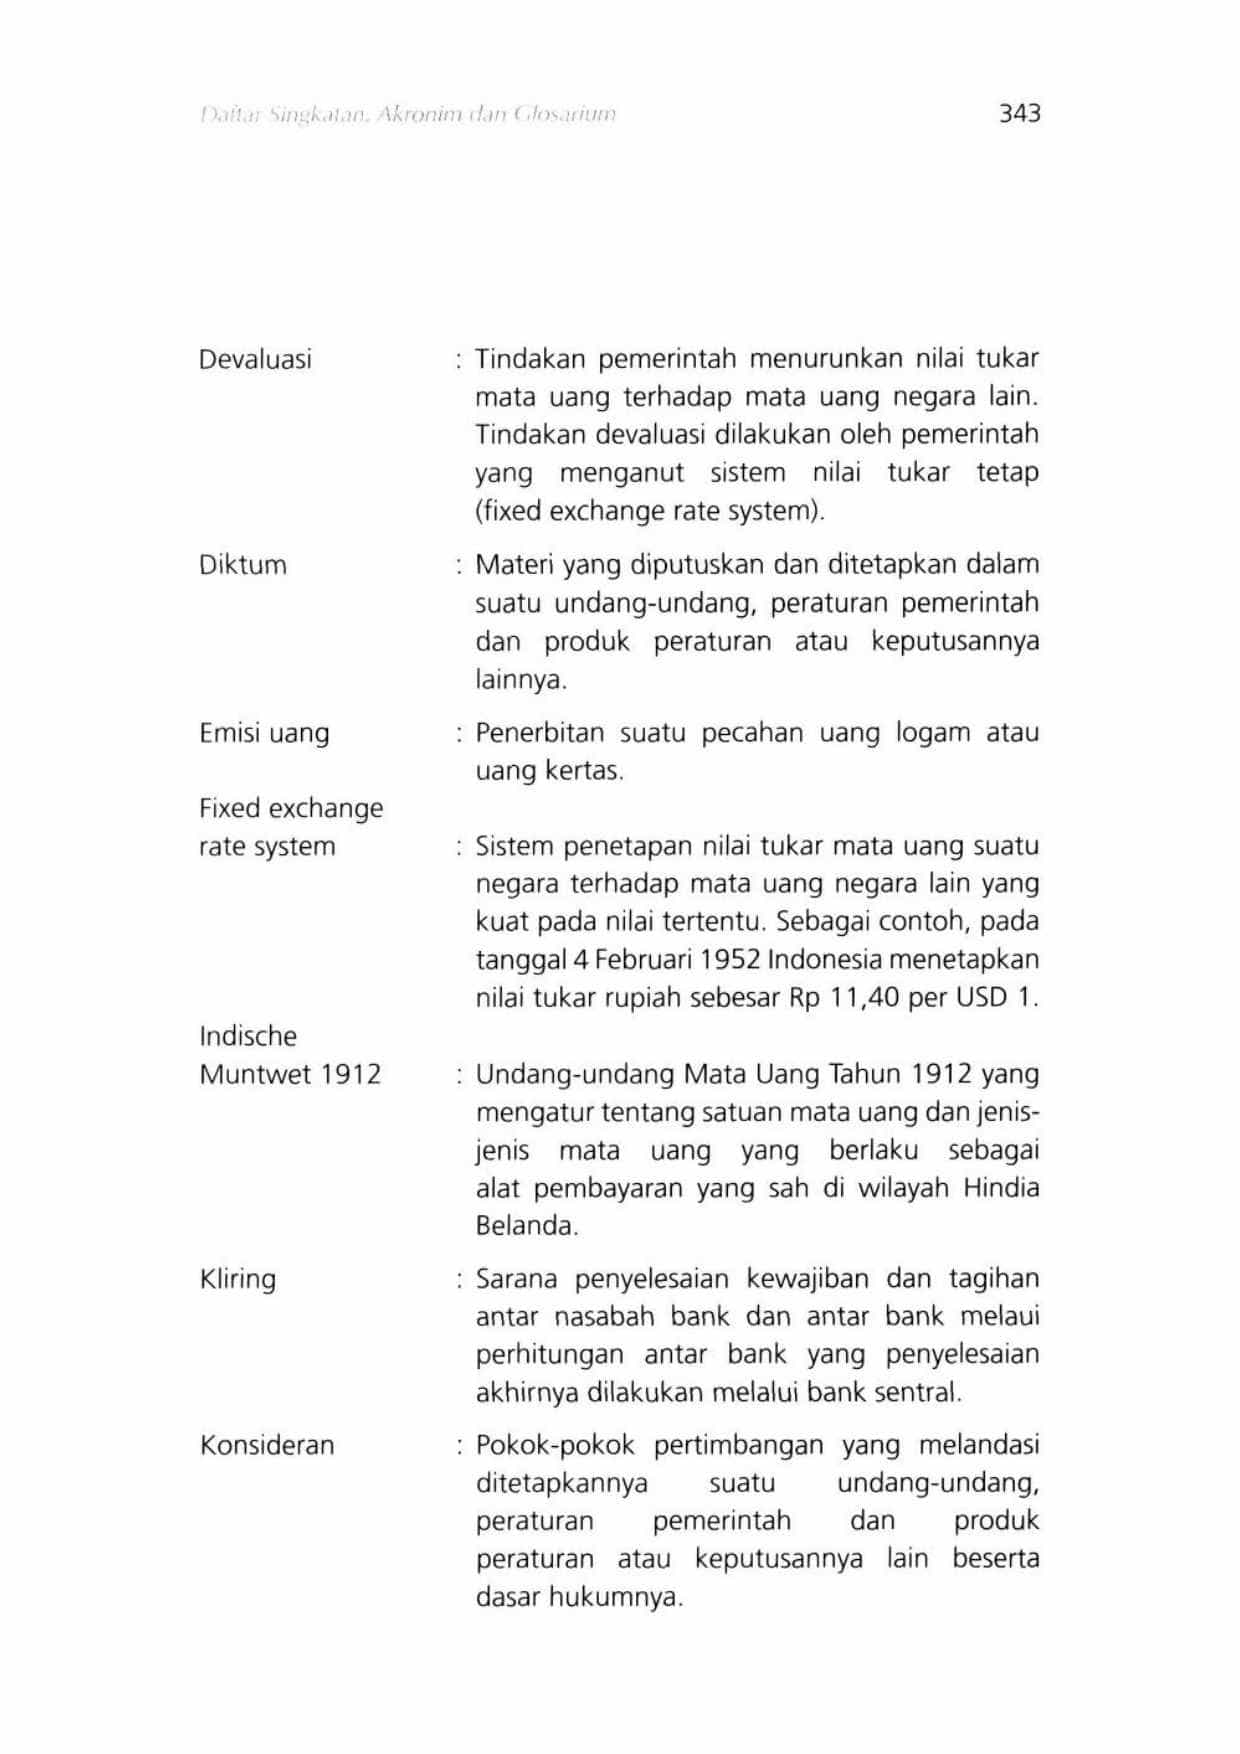 Daftar Singkatan, Akronim dan Glosarium 343
Devaluasi : Tindakan pemerintah menurunkan nilai tukar
mata uang terhadap mata uang negara lain.
Tindakan devaluasi dilakukan oleh pemerintah
yang menganut sistem nilai tukar tetap
(fixed exchange rate system).
Diktum : Materi yang diputuskan dan ditetapkan dalam
suatu undang-undang, peraturan pemerintah
dan produk peraturan atau keputusannya
lainnya.
Emisi uang : Penerbitan suatu pecahan uang logam atau
uang kertas.
Fixed exchange
rate system : Sistem penetapan nilai tukar mata uang suatu
negara terhadap mata uang negara lain yang
kuat pada nilai tertentu. Sebagai contoh, pada
tanggal 4 Februari 1952 Indonesia menetapkan
nilai tukar rupiah sebesar Rp 11,40 per USD 1.
Indische
Muntwet 1912 : Undang-undang Mata Uang Tahun 1912 yang
mengatur tentang satuan mata uang dan jenis-
jenis mata uang yang berlaku sebagai
alat pembayaran yang sah di wilayah Hindia
Belanda.
Kliring : Sarana penyelesaian kewajiban dan tagihan
antar nasabah bank dan antar bank melaui
perhitungan antar bank yang penyelesaian
akhirnya dilakukan melalui bank sentral.
Konsideran : Pokok-pokok pertimbangan yang melandasi
ditetapkannya suatu undang-undang,
peraturan pemerintah dan produk
peraturan atau keputusannya lain beserta
dasar hukumnya.